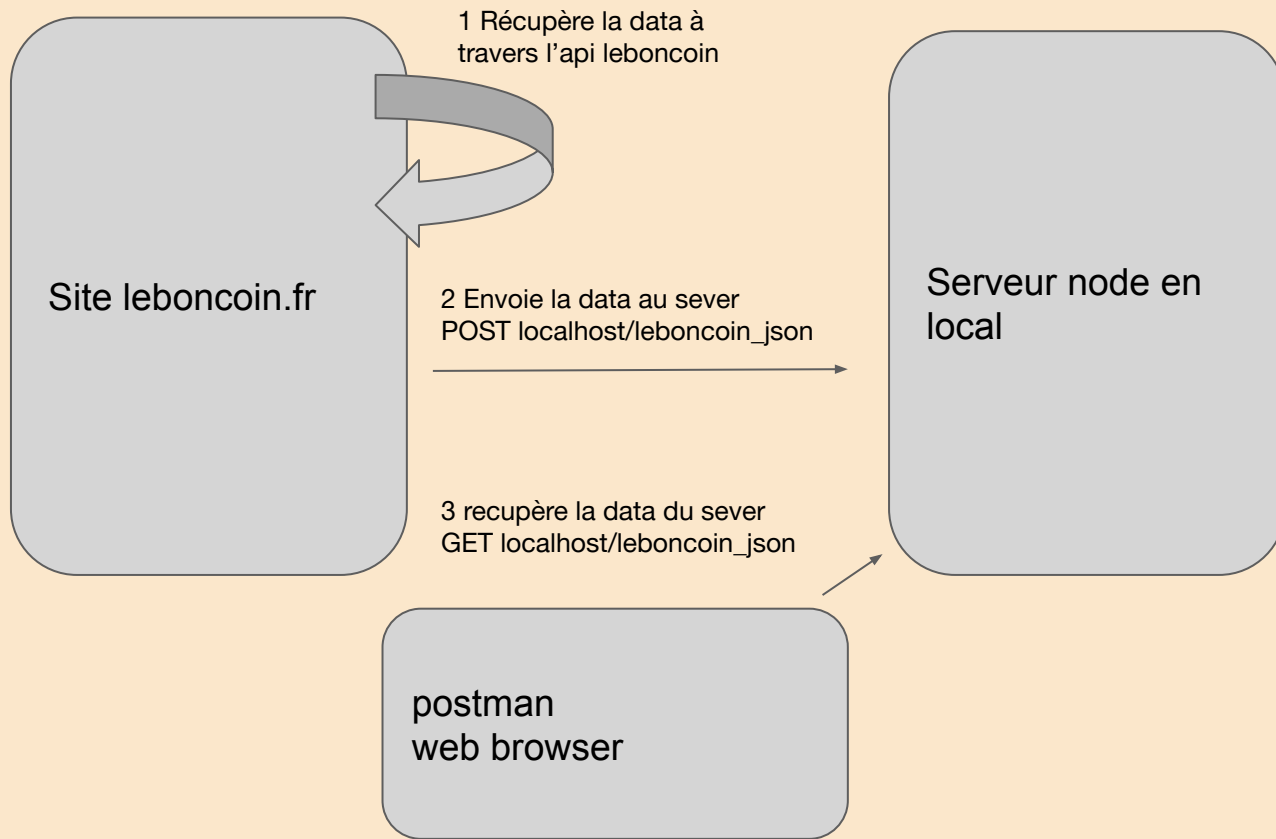 1 Récupère la data à
travers l’api leboncoin
Site leboncoin.fr
2 Envoie la data au sever
POST localhost/leboncoin_json
Serveur node en
local
3 recupère la data du sever
GET localhost/leboncoin_json
postman
web browser